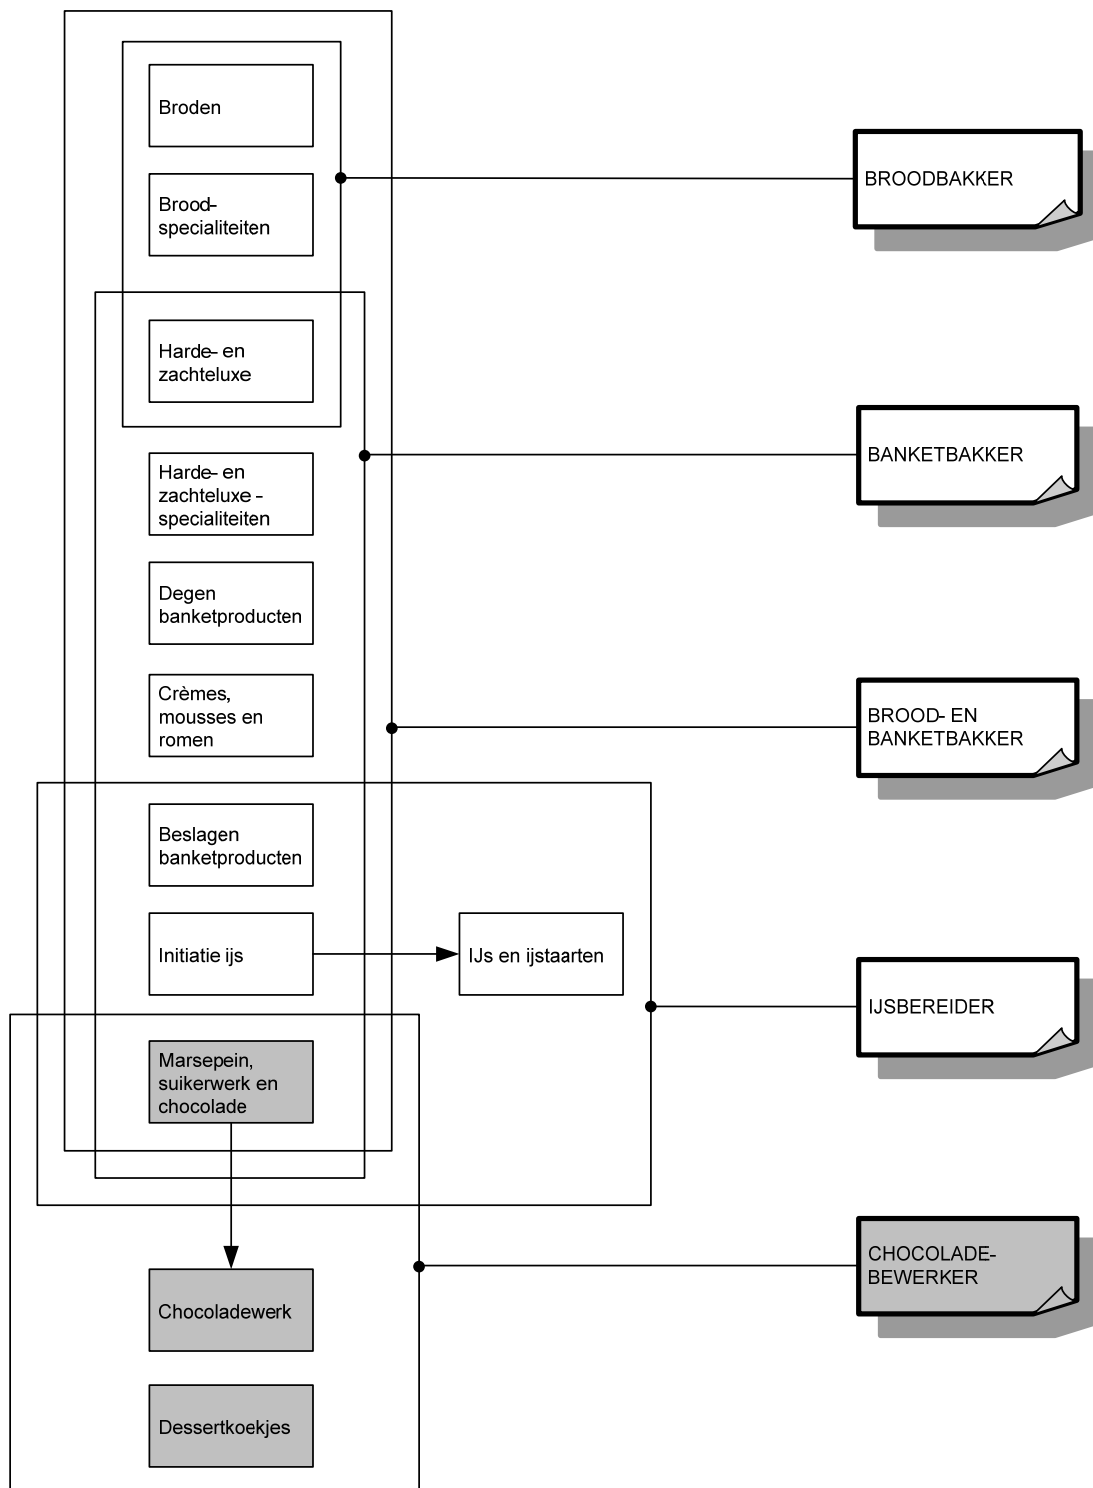 Broden
Brood-
specialiteiten
Harde- en
zachteluxe
Harde- en
zachteluxe -
specialiteiten
Degen
banketproducten
Crèmes,
mousses en
romen
Beslagen
banketproducten
Initiatie ijs
IJs en ijstaarten
Marsepein,
suikerwerk en
chocolade
Chocoladewerk
Dessertkoekjes
BROODBAKKER
BANKETBAKKER
BROOD- EN
BANKETBAKKER
IJSBEREIDER
CHOCOLADE-
BEWERKER